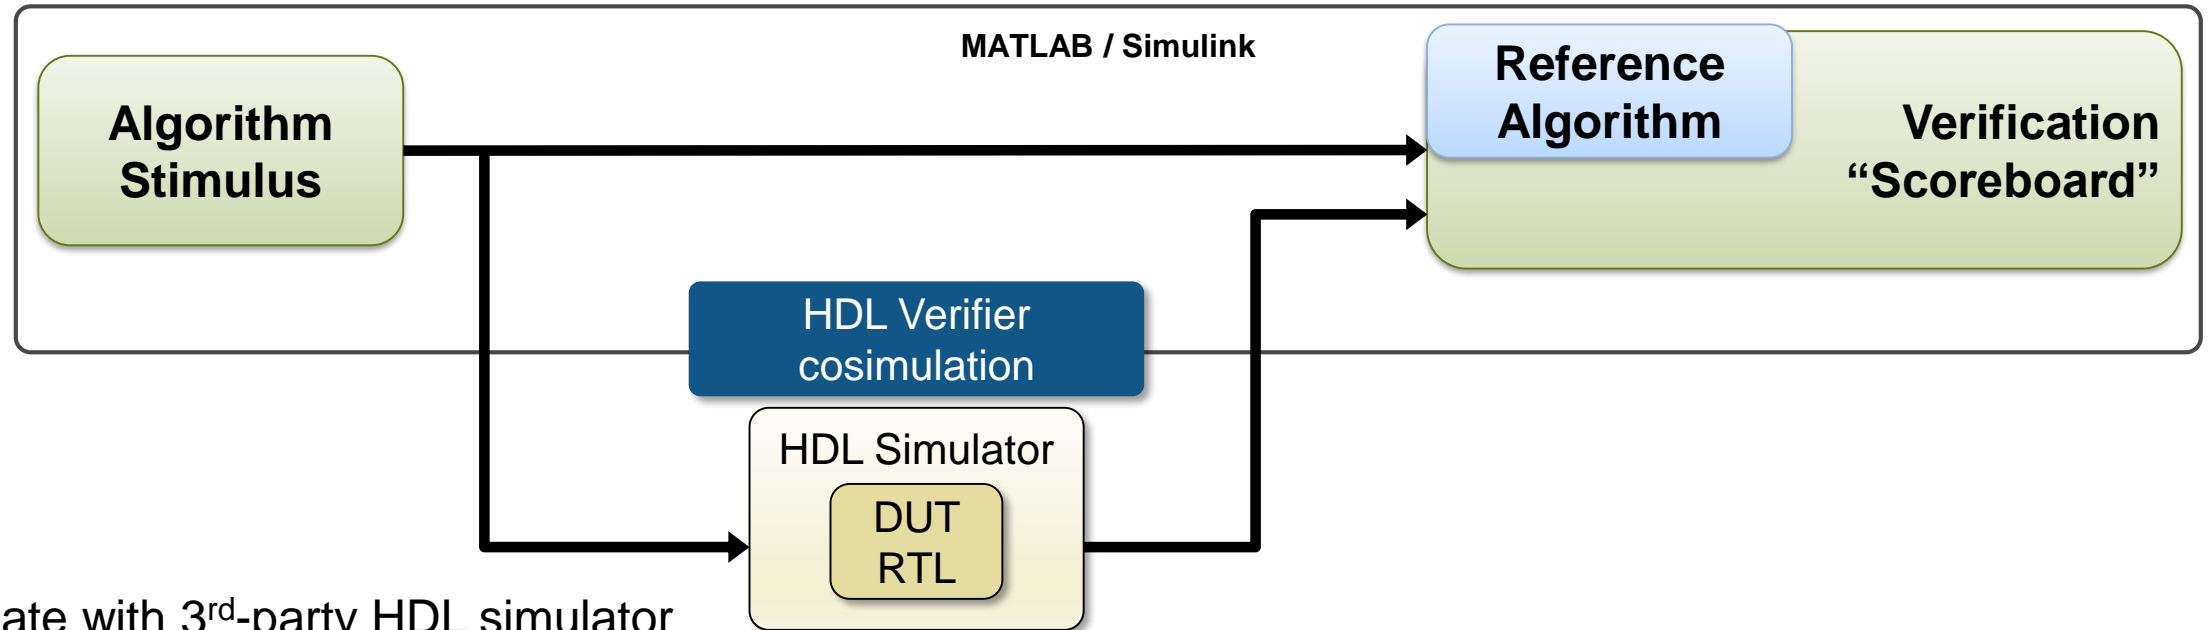 MATLAB / Simulink
Algorithm
Stimulus
Reference
Algorithm
Verification
“Scoreboard”
HDL Verifier
cosimulation
HDL Simulator
DUT
RTL
with 3rd-party HDL simulator